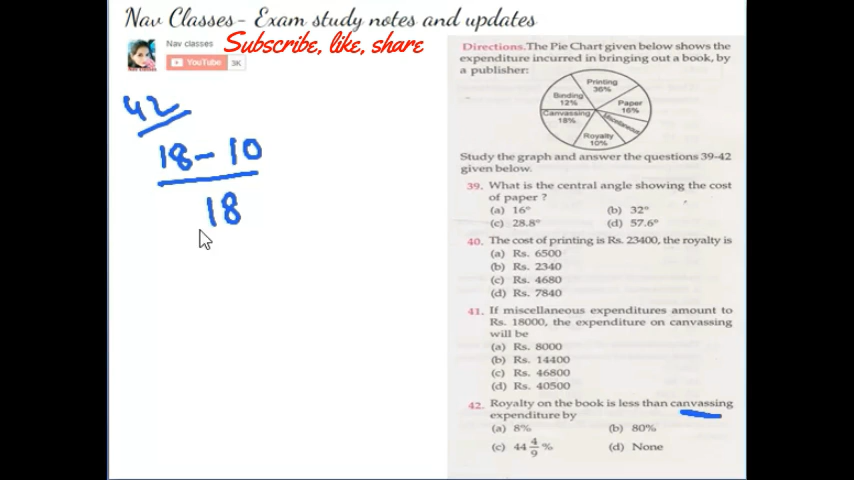 Nav Classes- Exam study notes and updates
Nav classes
Subscribe, like, share
YouTube 3K
42
18 - 10
18
Directions. The Pie Chart given below shows the
expenditure incurred in bringing out a book, by
a publisher:
Printing
36%
Binding
12%
Paper
16%
Canvassing
18%
Miscellaneous
Royalty
10%
Study the graph and answer the questions 39-42
given below.
39. What is the central angle showing the cost
of paper ?
(a) 16° (b) 32°
(c) 28.8° (d) 57.6°
40. The cost of printing is Rs. 23400, the royalty is
(a) Rs. 6500
(b) Rs. 2340
(c) Rs. 4680
(d) Rs. 7840
41. If miscellaneous expenditures amount to
Rs. 18000, the expenditure on canvassing
will be
(a) Rs. 8000
(b) Rs. 14400
(c) Rs. 46800
(d) Rs. 40500
42. Royalty on the book is less than canvassing
expenditure by
(a) 8% (b) 80%
(c) 44 4/9 % (d) None